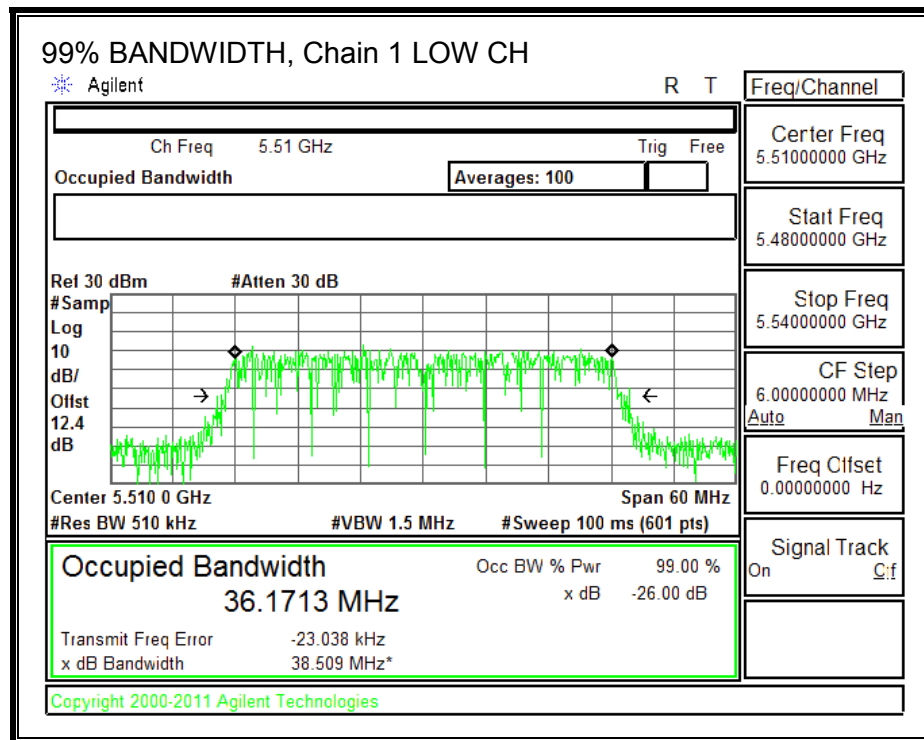 99% BANDWIDTH, Chain 1 LOW CH
Agilent R T
Freq/Channel
Ch Freq 5.51 GHz Trig Free
Occupied Bandwidth Averages: 100
Center Freq
5.51000000 GHz
Start Freq
5.48000000 GHz
Stop Freq
5.54000000 GHz
CF Step
6.00000000 MHz
Auto Man
Freq Offset
0.00000000 Hz
Signal Track
On Off
Ref 30 dBm #Atten 30 dB
#Samp
Log
10
dB/
Offst
12.4
dB
Center 5.510 0 GHz Span 60 MHz
#Res BW 510 kHz #VBW 1.5 MHz #Sweep 100 ms (601 pts)
Occupied Bandwidth Occ BW % Pwr 99.00 %
36.1713 MHz x dB -26.00 dB
Transmit Freq Error -23.038 kHz
x dB Bandwidth 38.509 MHz*
Copyright 2000-2011 Agilent Technologies